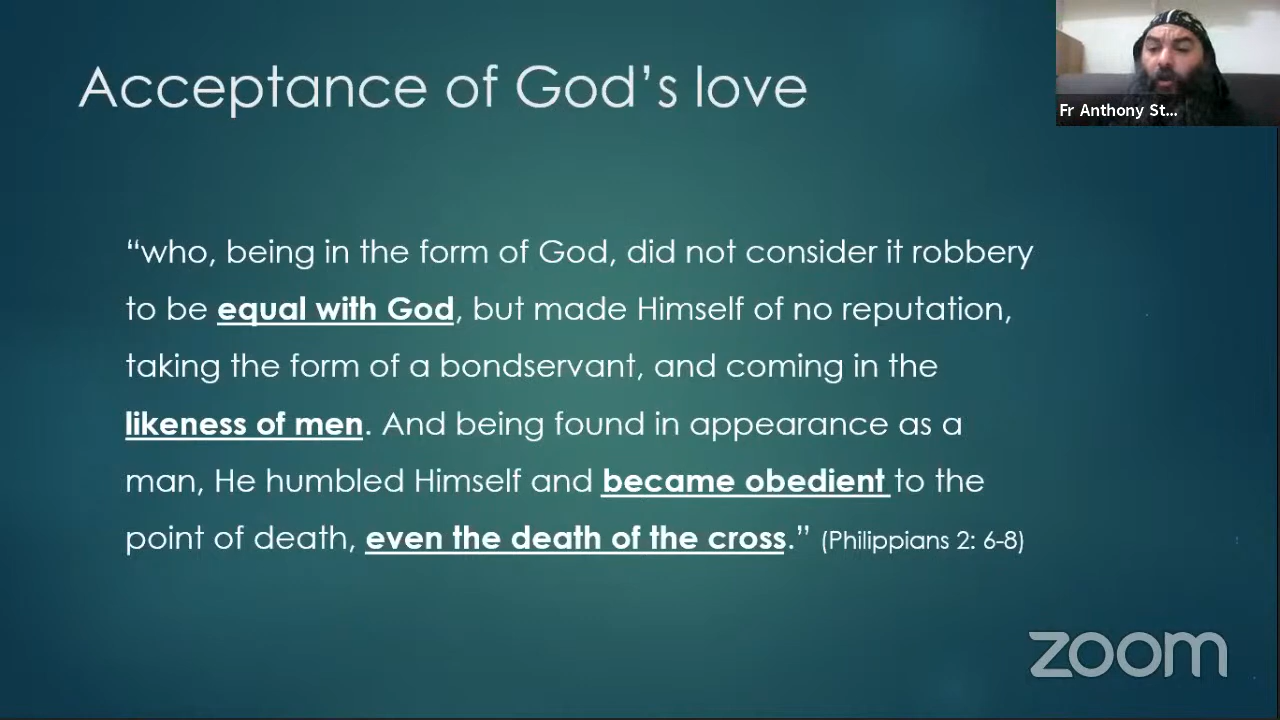 Acceptance of God’s love
Fr Anthony St...
“who, being in the form of God, did not consider it robbery
to be equal with God, but made Himself of no reputation,
taking the form of a bondservant, and coming in the
likeness of men. And being found in appearance as a
man, He humbled Himself and became obedient to the
point of death, even the death of the cross.” (Philippians 2: 6-8)
zoom